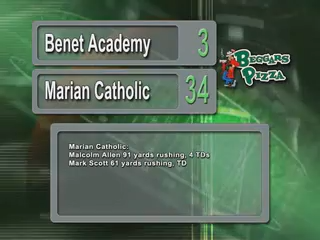 Benet Academy 3
BEGGARS
PIZZA
Marian Catholic 34
Marian Catholic:
Malcolm Allen 91 yards rushing, 4 TDs
Mark Scott 61 yards rushing, TD